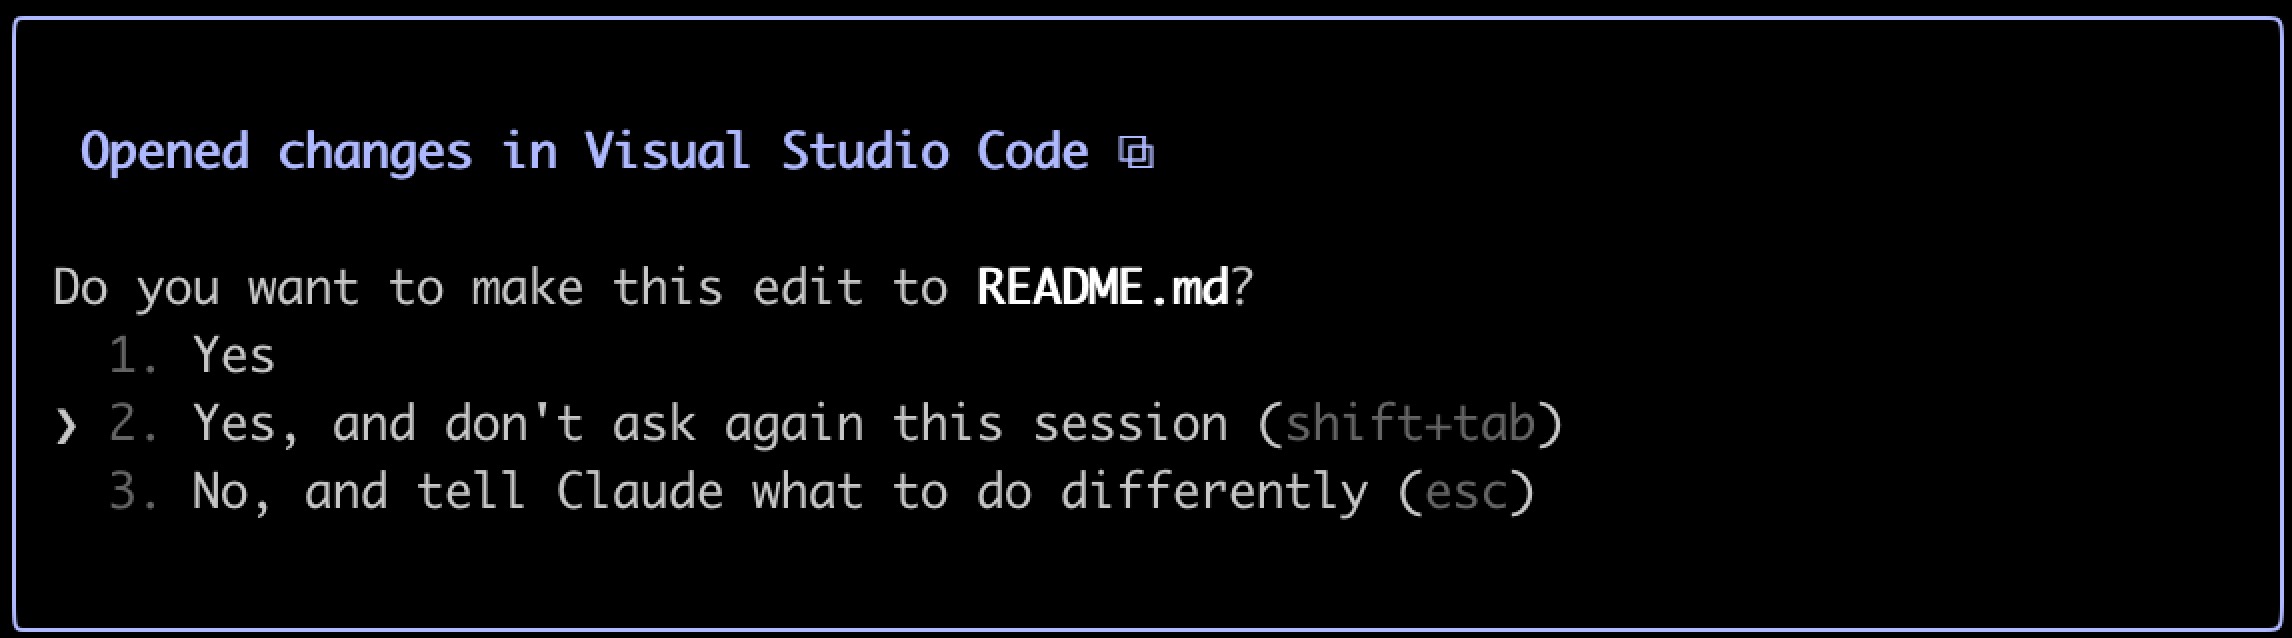 Opened changes in Visual Studio Code ⧉
Do you want to make this edit to README.md?
1. Yes
❯ 2. Yes, and don't ask again this session (shift+tab)
3. No, and tell Claude what to do differently (esc)